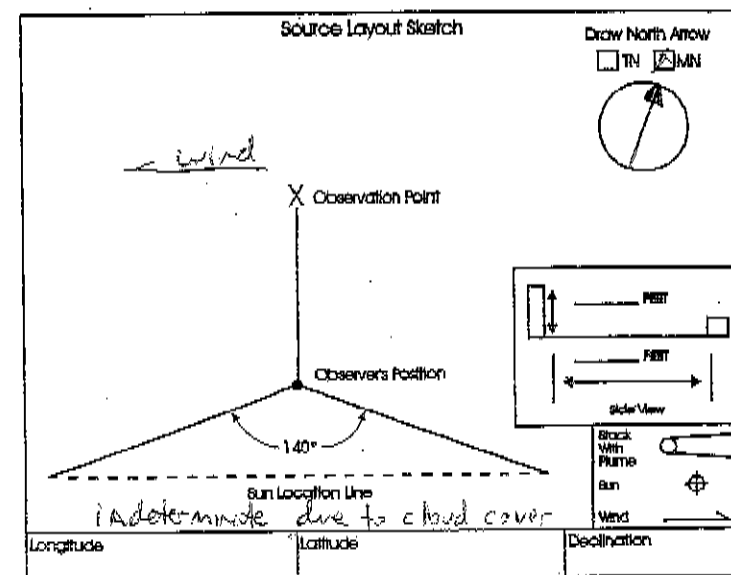 Source Layout Sketch
Draw North Arrow
TN MN
wind
X Observation Point
FEET
Observer's Position
FEET
Side View
140°
Stack With Plume
Sun
Sun Location Line
Indeterminate due to cloud cover
Wind
Longitude Latitude Declination